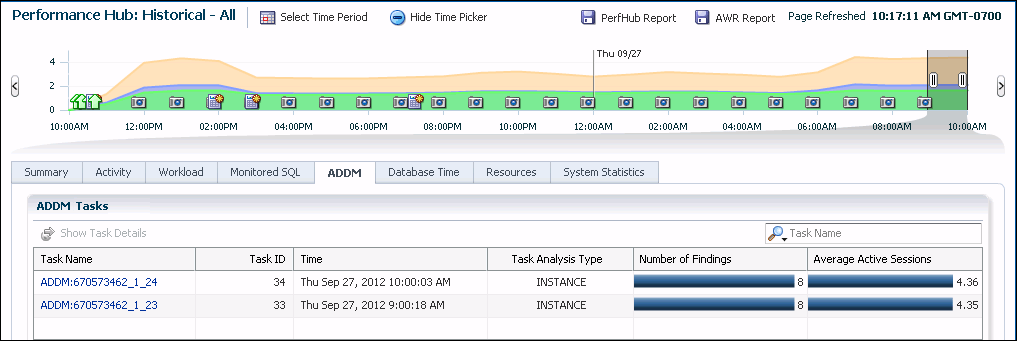 Performance Hub: Historical - All Select Time Period Hide Time Picker PerfHub Report AWR Report Page Refreshed 10:17:11 AM GMT-0700
Thu 09/27
4
2
0
10:00AM 12:00PM 02:00PM 04:00PM 06:00PM 08:00PM 10:00PM 12:00AM 02:00AM 04:00AM 06:00AM 08:00AM 10:00AM
Summary Activity Workload Monitored SQL ADDM Database Time Resources System Statistics
ADDM Tasks
Show Task Details Task Name
Task Name Task ID Time Task Analysis Type Number of Findings Average Active Sessions
ADDM:670573462_1_24 34 Thu Sep 27, 2012 10:00:03 AM INSTANCE 8 4.36
ADDM:670573462_1_23 33 Thu Sep 27, 2012 9:00:18 AM INSTANCE 8 4.35